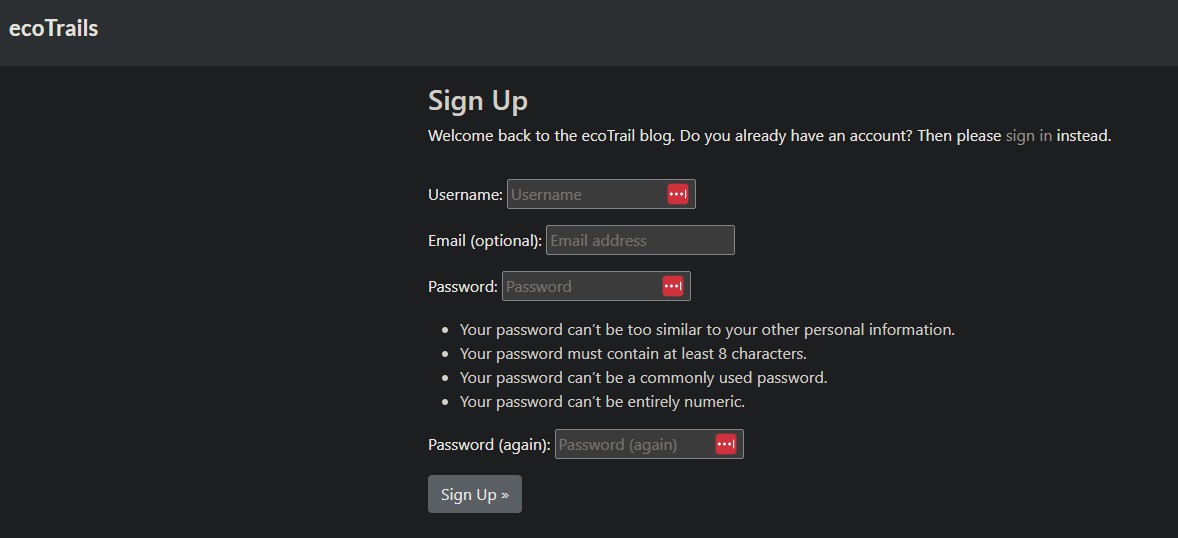 ecoTrails
Sign Up
Welcome back to the ecoTrail blog. Do you already have an account? Then please sign in instead.
Username: Username
Email (optional): Email address
Password: Password
• Your password can’t be too similar to your other personal information.
• Your password must contain at least 8 characters.
• Your password can’t be a commonly used password.
• Your password can’t be entirely numeric.
Password (again): Password (again)
Sign Up »